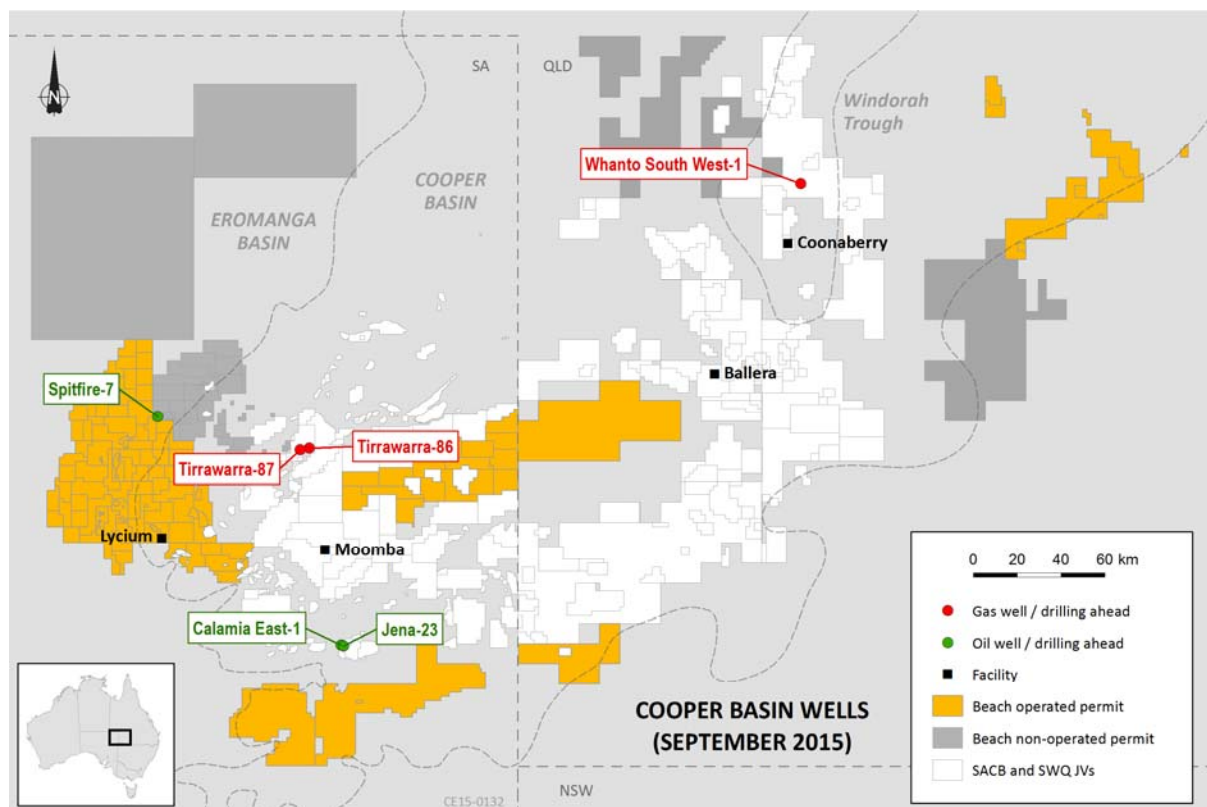 N
SA
QLD
Windorah
Trough
Whanto South West-1
COOPER
BASIN
EROMANGA
BASIN
Coonaberry
Spitfire-7
Ballera
Tirrawarra-86
Tirrawarra-87
Lycium
Moomba
Calamia East-1
Jena-23
COOPER BASIN WELLS
(SEPTEMBER 2015)
NSW
CE15-0132
0 20 40 60 km
Gas well / drilling ahead
Oil well / drilling ahead
Facility
Beach operated permit
Beach non-operated permit
SACB and SWQ JVs